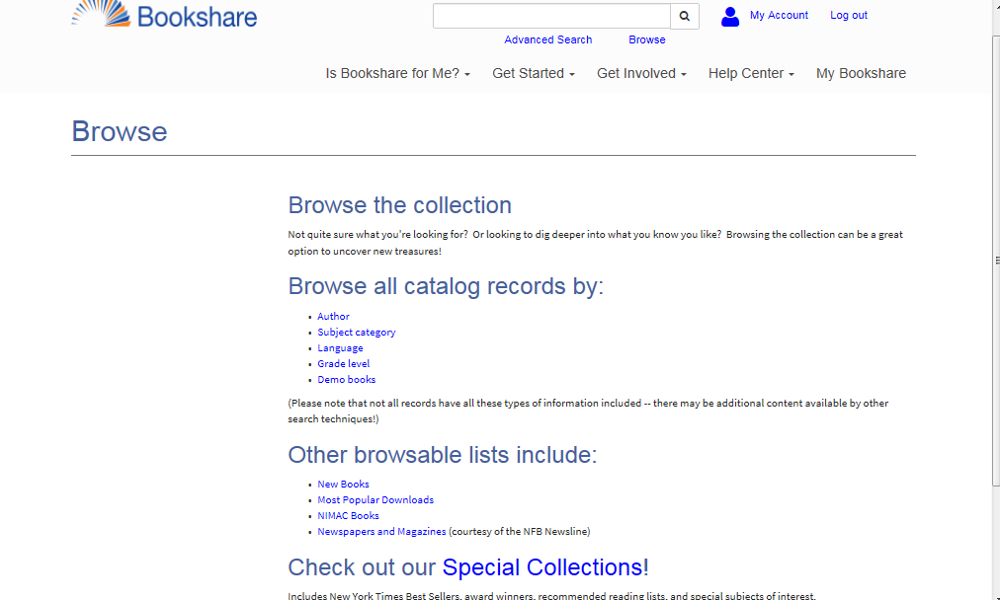 Bookshare
My Account Log out
Advanced Search Browse
Is Bookshare for Me? Get Started Get Involved Help Center My Bookshare
Browse
Browse the collection
Not quite sure what you're looking for? Or looking to dig deeper into what you know you like? Browsing the collection can be a great
option to uncover new treasures!
Browse all catalog records by:
Author
Subject category
Language
Grade level
Demo books
(Please note that not all records have all these types of information included -- there may be additional content available by other
search techniques!)
Other browsable lists include:
New Books
Most Popular Downloads
NIMAC Books
Newspapers and Magazines (courtesy of the NFB Newsline)
Check out our Special Collections!
Includes New York Times Best Sellers, award winners, recommended reading lists, and special subjects of interest.